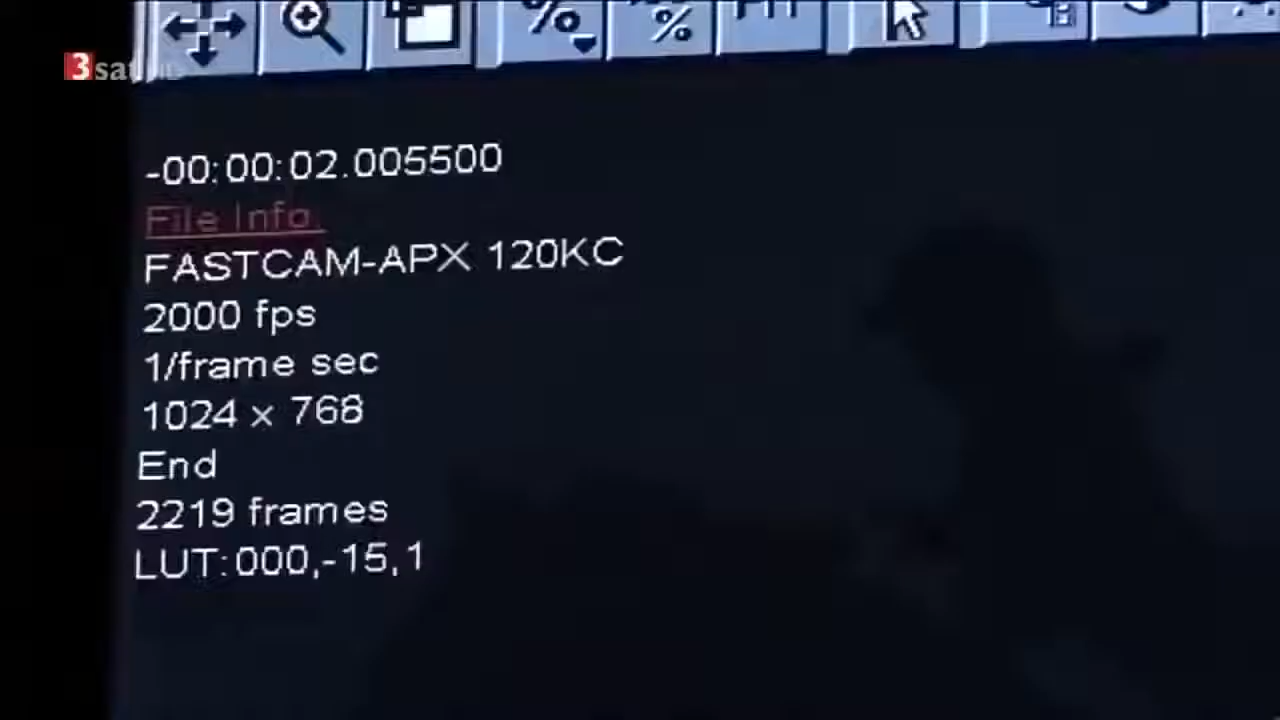 3sat
-00:00:02.005500
File Info.
FASTCAM-APX 120KC
2000 fps
1/frame sec
1024 x 768
End
2219 frames
LUT:000,-15,1